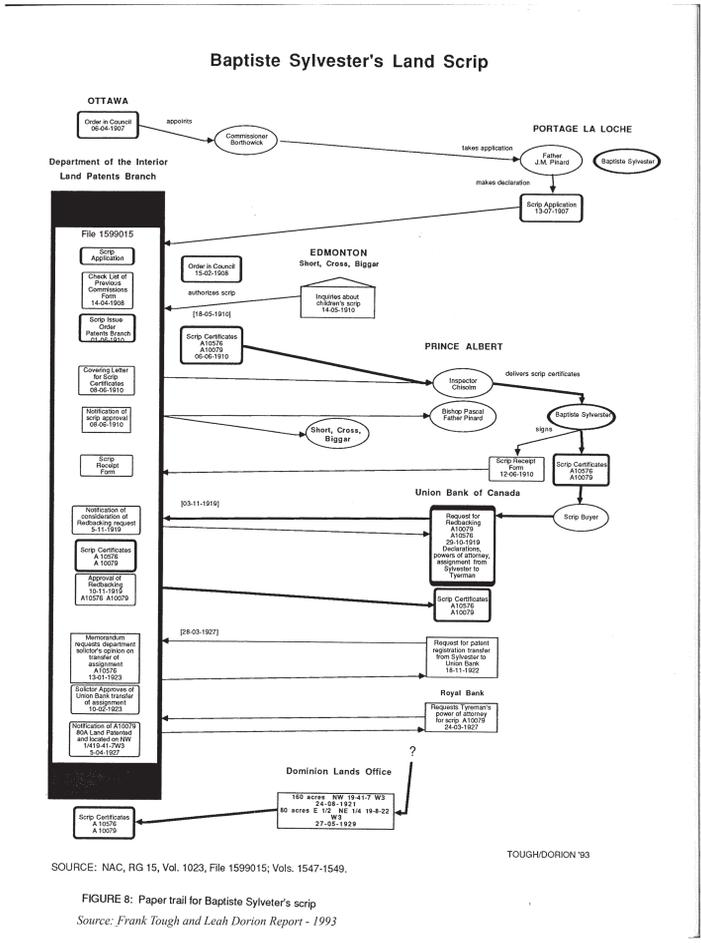 Baptiste Sylvester's Land Scrip
OTTAWA
Order in Council
06-04-1907
appoints
Commissioner
Borthowick
takes application
PORTAGE LA LOCHE
Father
J.M. Pinard
Baptiste Sylvester
makes declaration
Scrip Application
13-07-1907
Department of the Interior
Land Patents Branch
File 1599015
Scrip
Application
Check List of
Previous
Commissions
Form
14-04-1908
Scrip Issue
Order
Patents Branch
01-06-1910
Order in Council
15-02-1908
authorizes scrip
[18-05-1910]
EDMONTON
Short, Cross, Biggar
Inquiries about
children's scrip
14-05-1910
Scrip Certificates
A10576
A10079
06-06-1910
PRINCE ALBERT
Covering Letter
for Scrip
Certificates
08-06-1910
Inspector
Chisolm
delivers scrip certificates
Notification of
scrip approval
08-06-1910
Short, Cross,
Biggar
Bishop Pascal
Father Pinard
Baptiste Sylverster
signs
Scrip
Receipt
Form
Scrip Receipt
Form
12-06-1910
Scrip Certificates
A10576
A10079
Union Bank of Canada
[03-11-1919]
Notification of
consideration of
Redbacking request
5-11-1919
Request for
Redbacking
A10079
A10576
29-10-1919
Declarations,
powers of attorney,
assignment from
Sylvester to
Tyerman
Scrip Buyer
Scrip Certificates
A 10576
A 10079
Approval of
Redbacking
10-11-1919
A10576 A10079
Scrip Certificates
A10576
A10079
[28-03-1927]
Memorandum
requests department
solictor's opinion on
transfer of
assignment
A10576
13-01-1923
Request for patent
registration transfer
from Sylvester to
Union Bank
18-11-1922
Solictor Approves of
Union Bank transfer
of assignment
10-02-1923
Royal Bank
Requests Tyreman's
power of attorney
for scrip A10079
24-03-1927
Notification of A10079
80A Land Patented
and located on NW
1/419-41-7W3
5-04-1927
?
Dominion Lands Office
160 acres NW 19-41-7 W3
24-08-1921
80 acres E 1/2 NE 1/4 19-8-22
W3
27-05-1929
Scrip Certificates
A 10576
A 10079
TOUGH/DORION '93
SOURCE: NAC, RG 15, Vol. 1023, File 1599015; Vols. 1547-1549.
FIGURE 8: Paper trail for Baptiste Sylveter's scrip
Source: Frank Tough and Leah Dorion Report - 1993